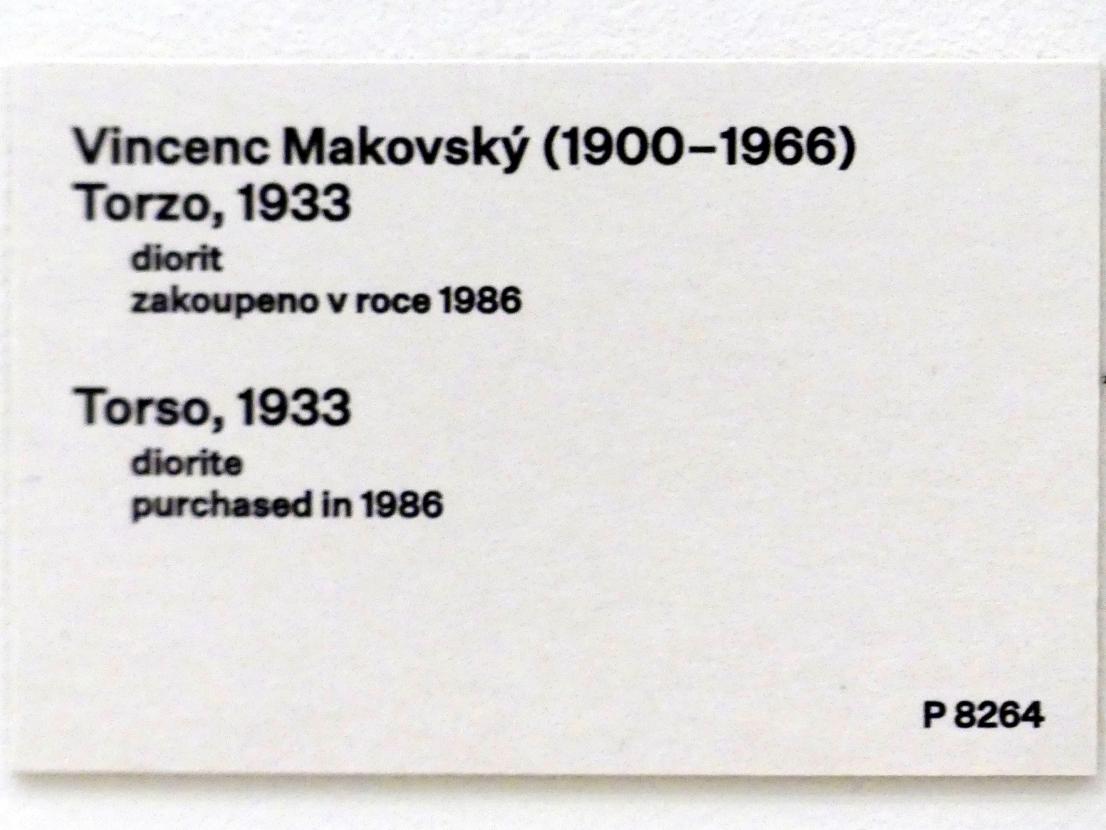 Vincenc Makovský (1900–1966)
Torzo, 1933
diorit
zakoupeno v roce 1986
Torso, 1933
diorite
purchased in 1986
P 8264